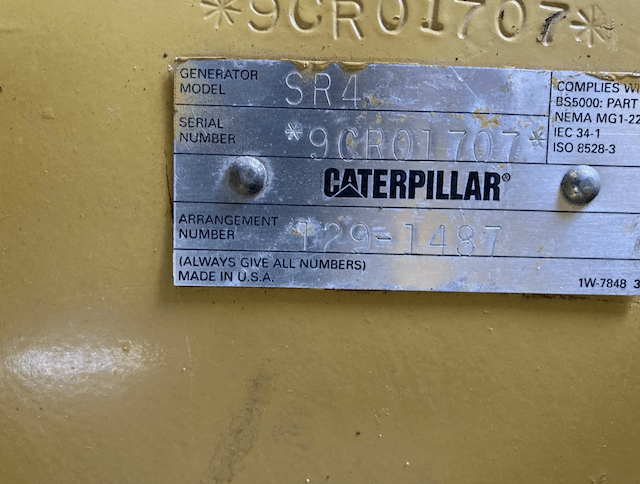 *9CR01707*
GENERATOR
MODEL SR4
COMPLIES
BS5000: PART
NEMA MG1-22
IEC 34-1
ISO 8528-3
SERIAL
NUMBER *9CR01707*
CATERPILLAR®
ARRANGEMENT
NUMBER 129-1487
(ALWAYS GIVE ALL NUMBERS)
MADE IN U.S.A.
1W-7848 3